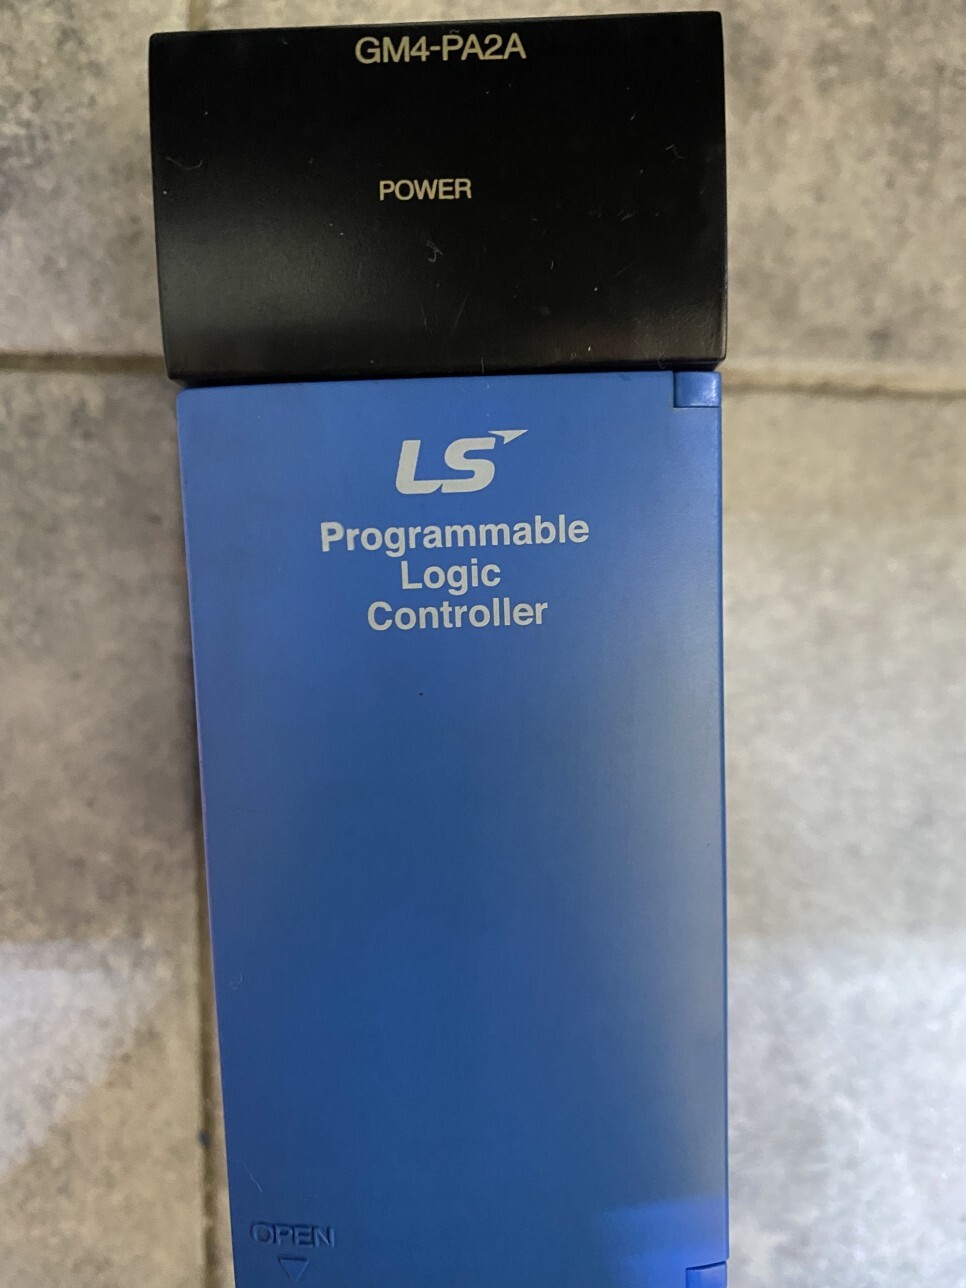 GM4-PA2A
POWER
LS
Programmable
Logic
Controller
OPEN